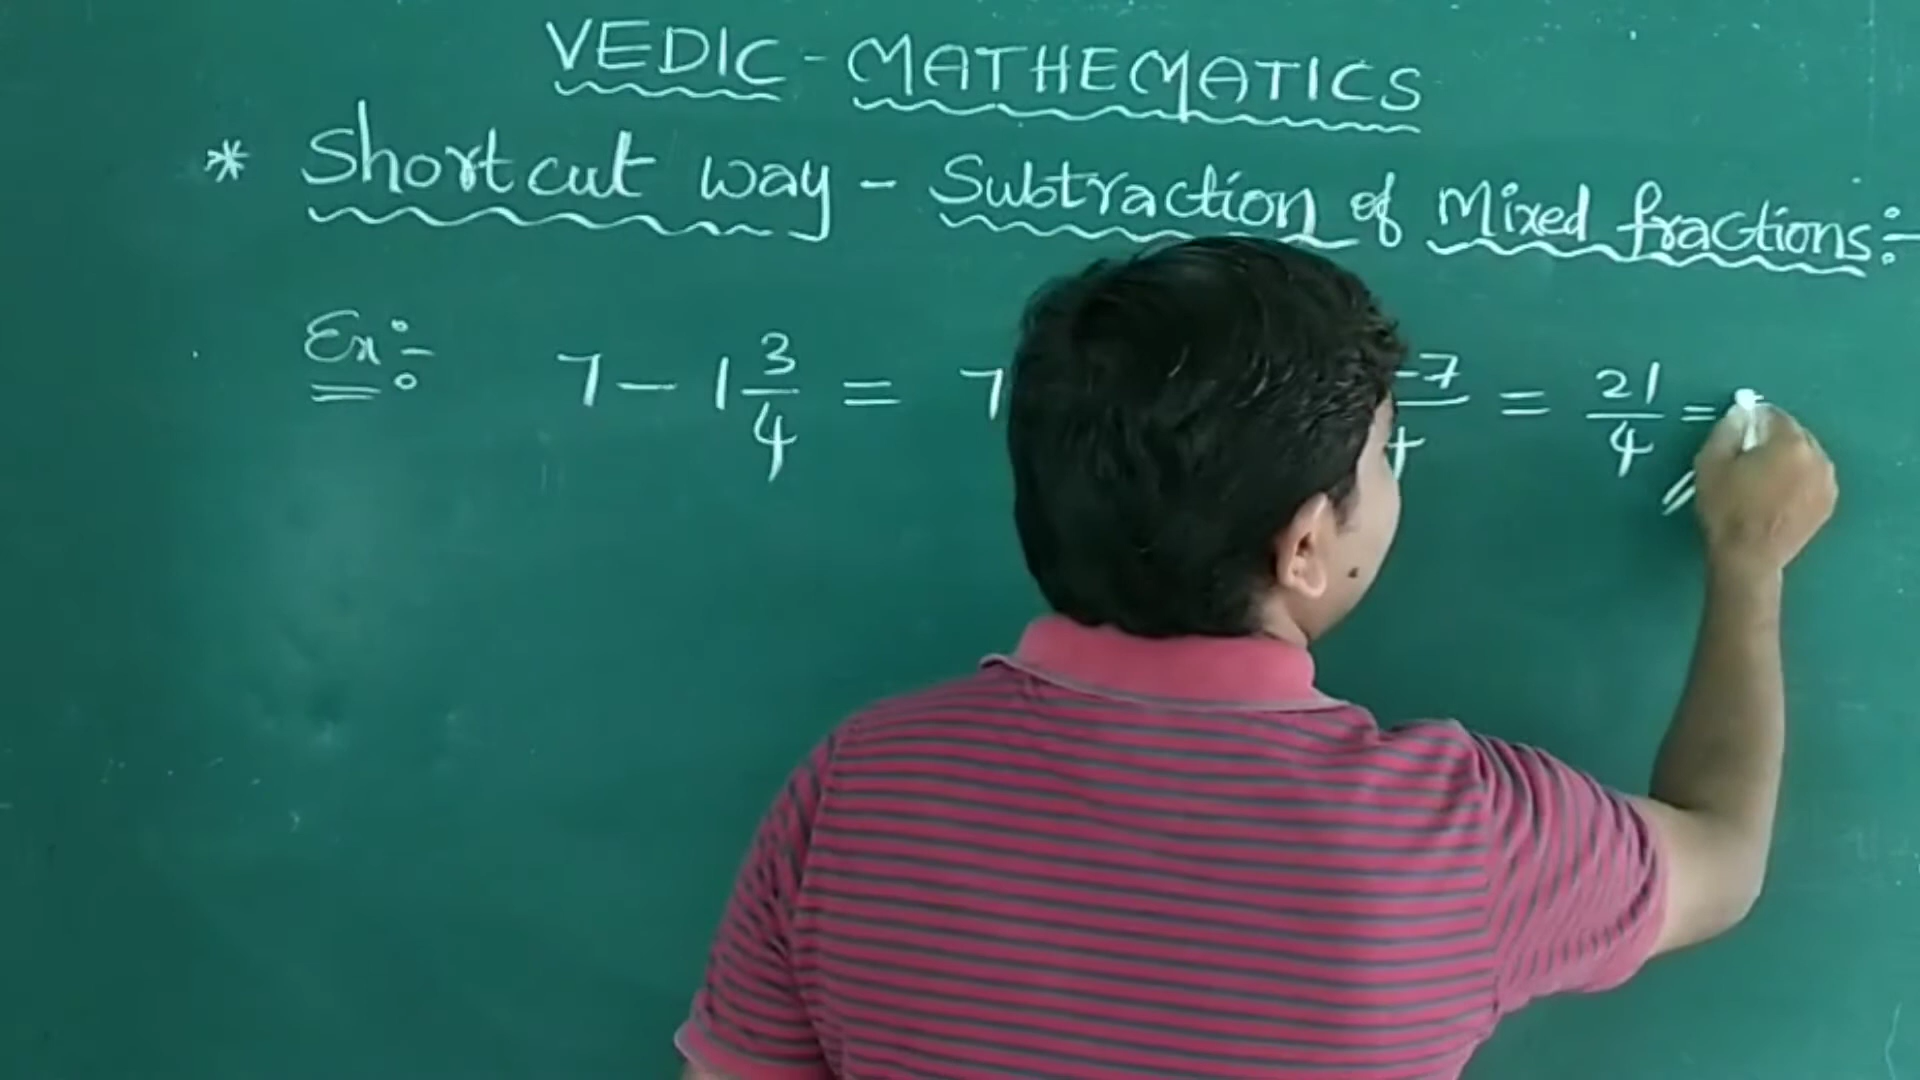 VEDIC - MATHEMATICS
* Shortcut way - Subtraction of Mixed fractions:-
Ex:- 7 - 1 3/4 = 7 -7/4 = 21/4 =